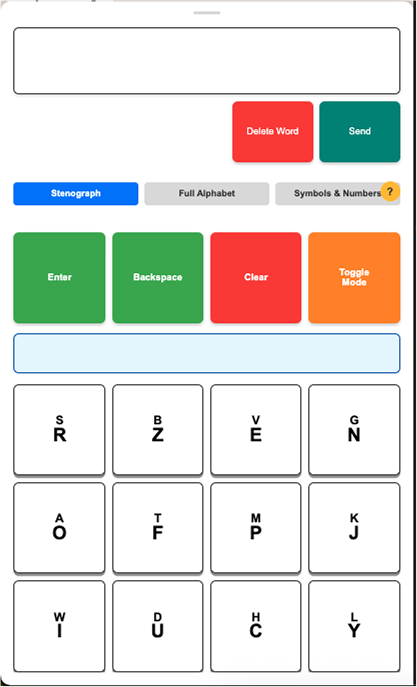 Delete Word Send
Stenograph Full Alphabet Symbols & Numbers ?
Enter Backspace Clear Toggle
Mode
S B V G
R Z E N
A T M K
O F P J
W D H L
I U C Y